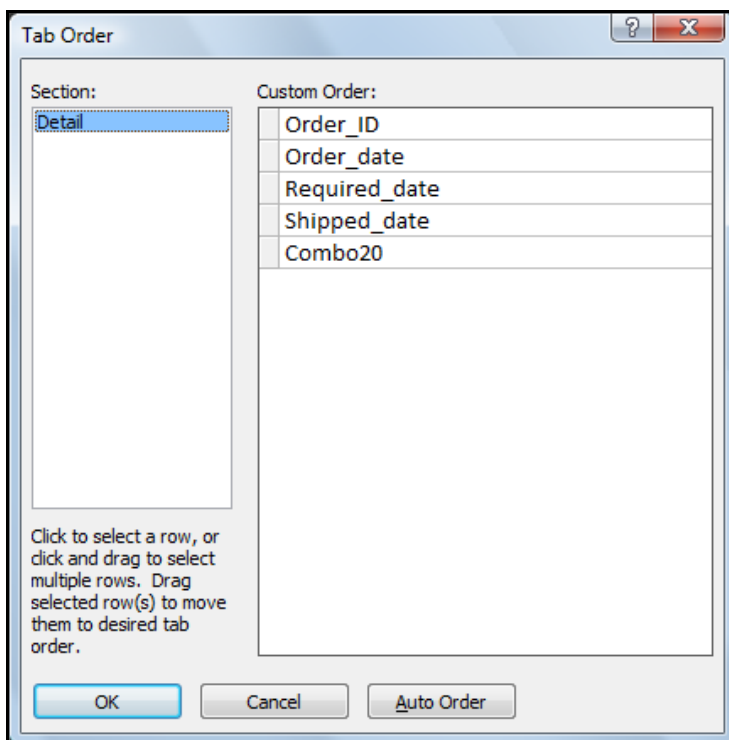 Tab Order
?
X
Section:
Detail
Click to select a row, or
click and drag to select
multiple rows. Drag
selected row(s) to move
them to desired tab
order.
Custom Order:
Order_ID
Order_date
Required_date
Shipped_date
Combo20
OK
Cancel
Auto Order